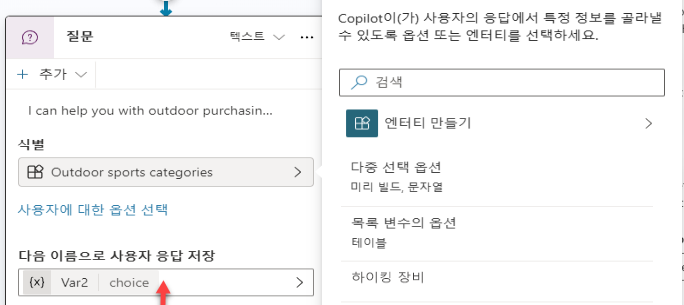 질문
텍스트
추가
I can help you with outdoor purchasin...
식별
Outdoor sports categories
사용자에 대한 옵션 선택
다음 이름으로 사용자 응답 저장
{x} Var2 choice
Copilot이(가) 사용자의 응답에서 특정 정보를 골라낼
수 있도록 옵션 또는 엔터티를 선택하세요.
검색
엔터티 만들기
다중 선택 옵션
미리 빌드, 문자열
목록 변수의 옵션
테이블
하이킹 장비